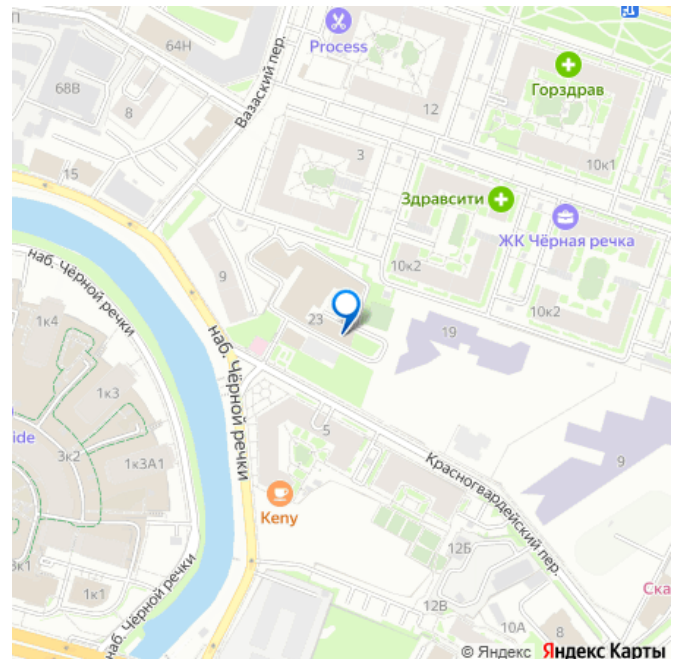 64Н
Process
Горздрав
68В
8
Вазаский пер.
12
15
3
10к1
Здравсити
ЖК Чёрная речка
наб. Чёрной речки
9
10к2
10к2
1к4
23
19
наб. Чёрной речки
1к3
ide
3к2
1к3А1
5
Красногвардейский пер.
9
Keny
12Б
Ска
1к1
12В
10А
8
наб. Чёрной речки
© Яндекс Яндекс Карты